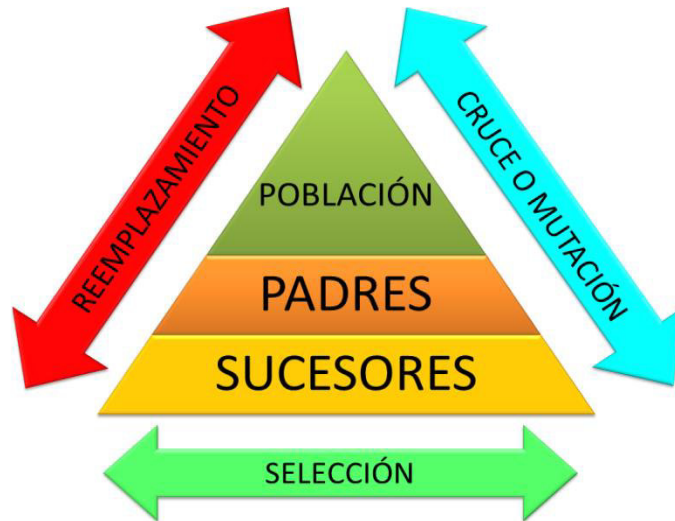 REEMPLAZAMIENTO
CRUCE O MUTACIÓN
POBLACIÓN
PADRES
SUCESORES
SELECCIÓN